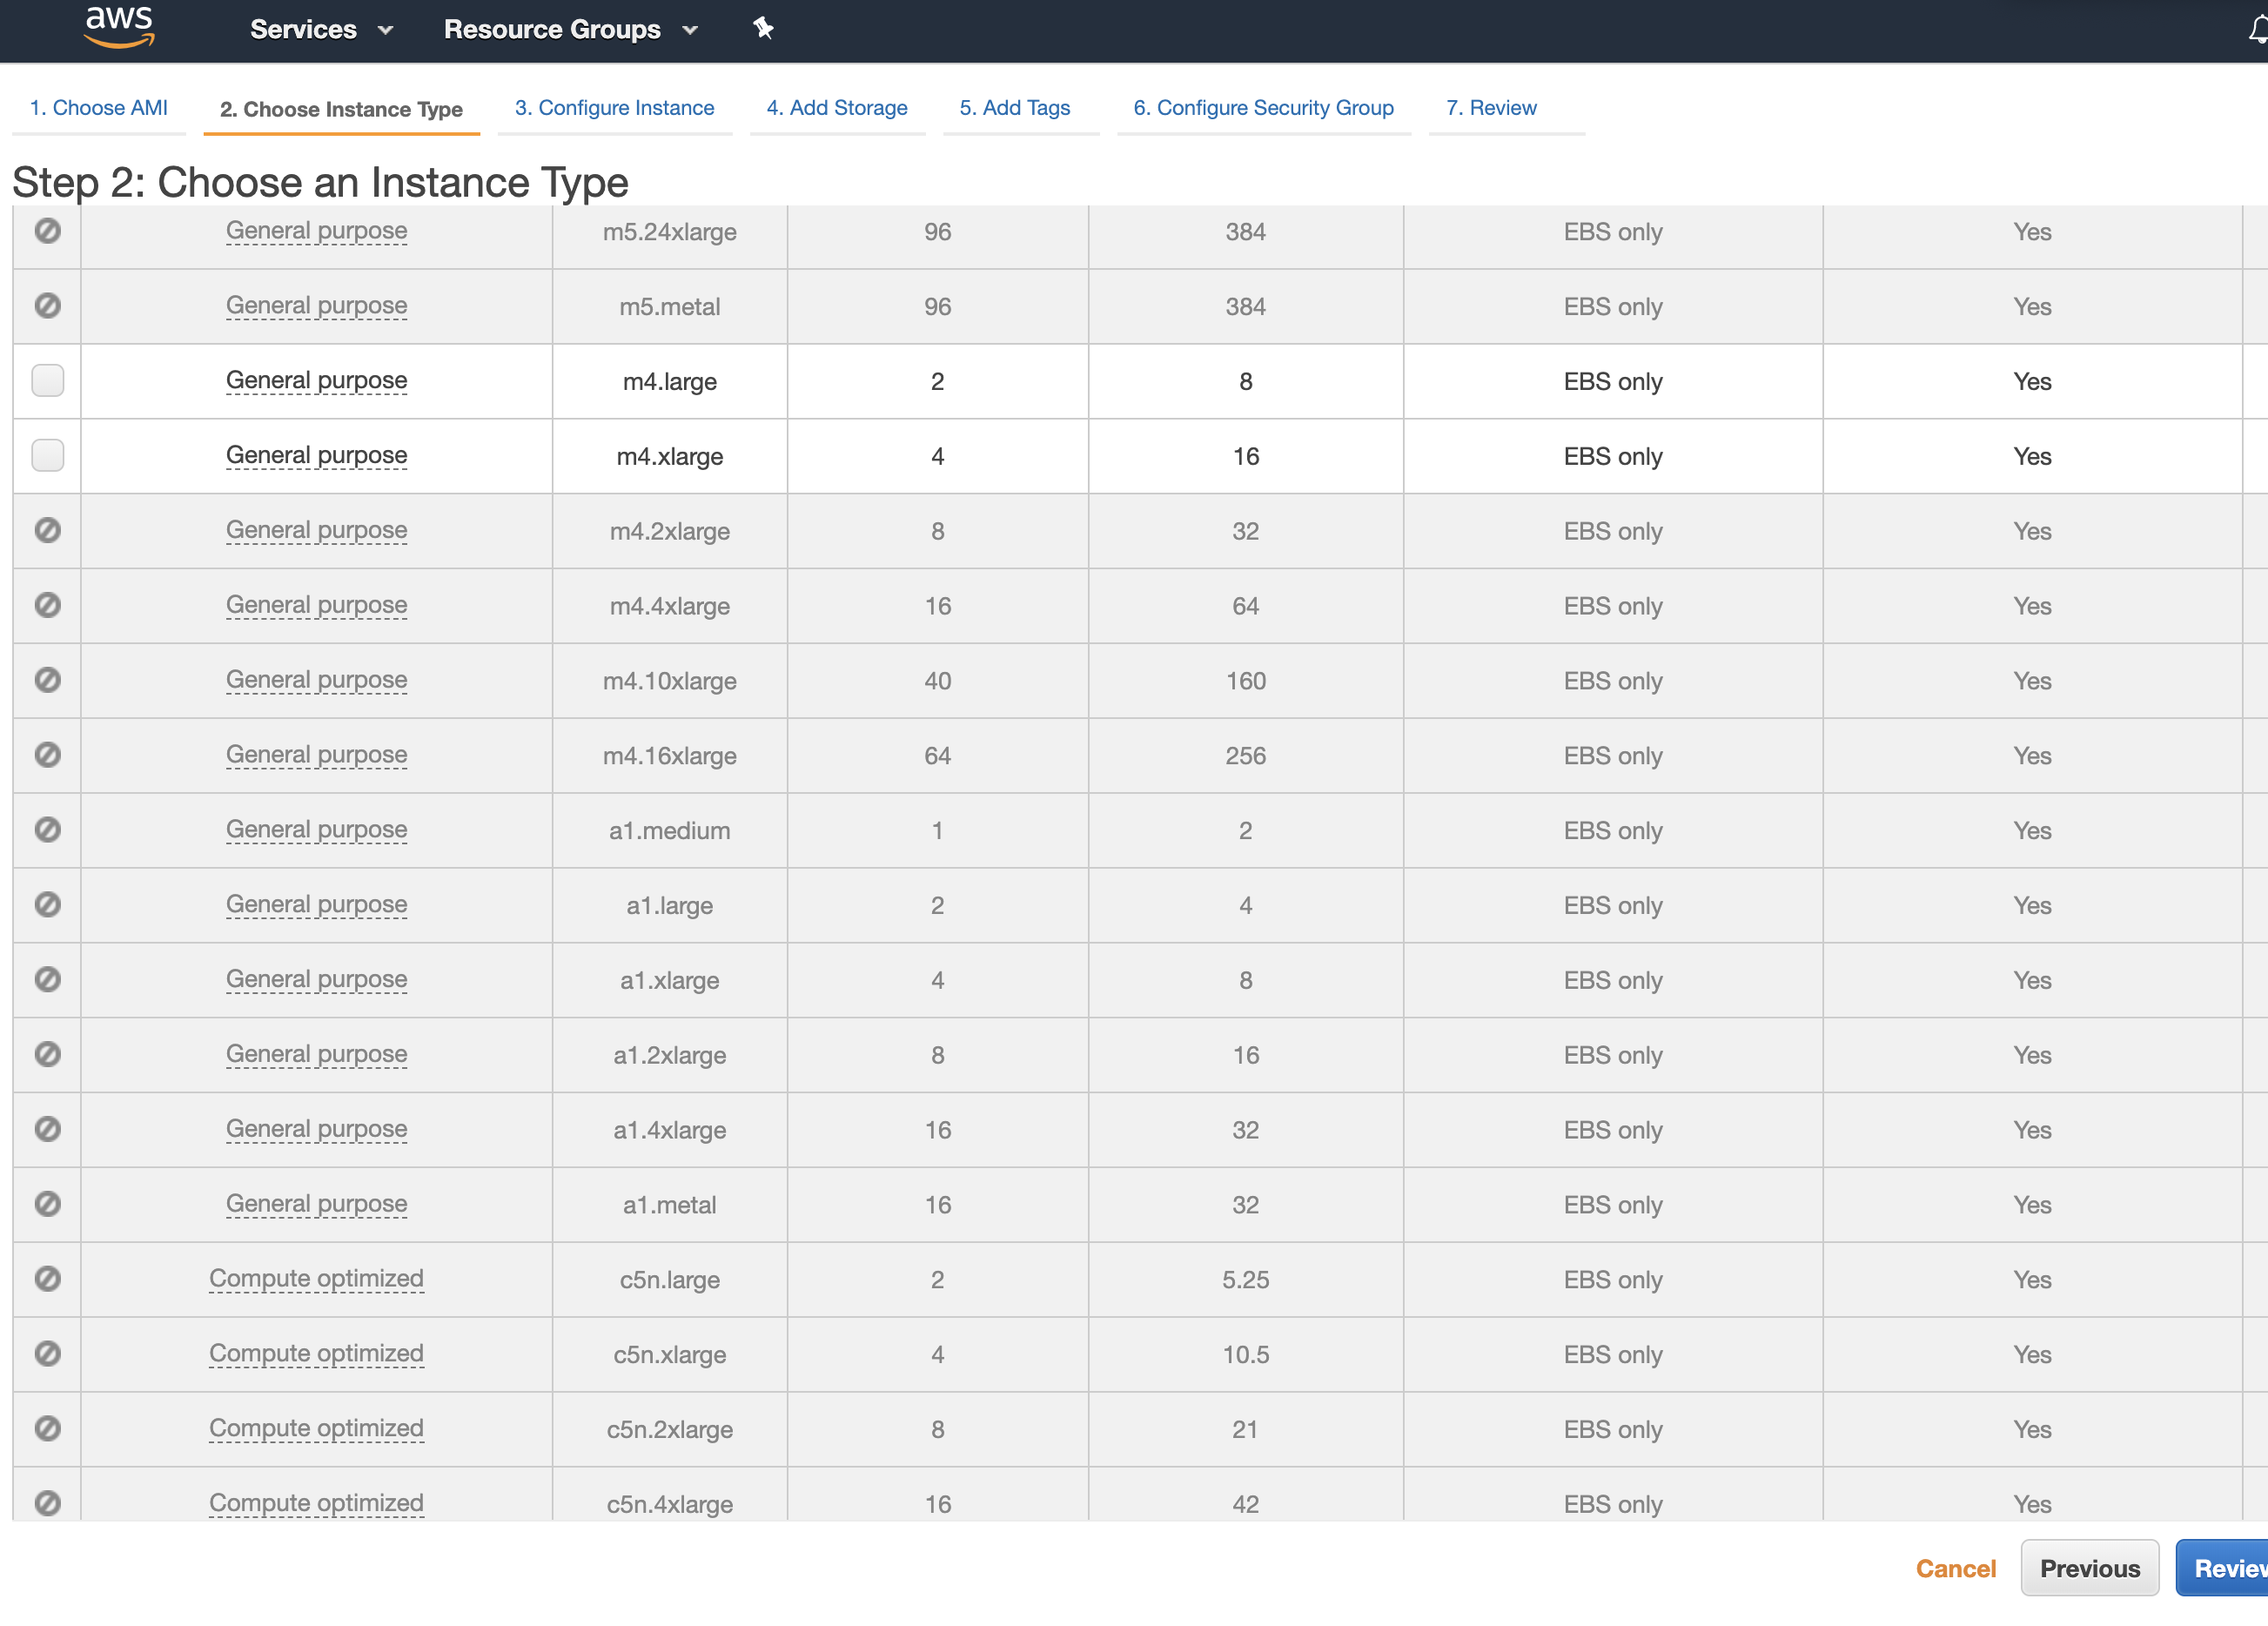 aws Services Resource Groups
1. Choose AMI 2. Choose Instance Type 3. Configure Instance 4. Add Storage 5. Add Tags 6. Configure Security Group 7. Review
Step 2: Choose an Instance Type
General purpose m5.24xlarge 96 384 EBS only Yes
General purpose m5.metal 96 384 EBS only Yes
General purpose m4.large 2 8 EBS only Yes
General purpose m4.xlarge 4 16 EBS only Yes
General purpose m4.2xlarge 8 32 EBS only Yes
General purpose m4.4xlarge 16 64 EBS only Yes
General purpose m4.10xlarge 40 160 EBS only Yes
General purpose m4.16xlarge 64 256 EBS only Yes
General purpose a1.medium 1 2 EBS only Yes
General purpose a1.large 2 4 EBS only Yes
General purpose a1.xlarge 4 8 EBS only Yes
General purpose a1.2xlarge 8 16 EBS only Yes
General purpose a1.4xlarge 16 32 EBS only Yes
General purpose a1.metal 16 32 EBS only Yes
Compute optimized c5n.large 2 5.25 EBS only Yes
Compute optimized c5n.xlarge 4 10.5 EBS only Yes
Compute optimized c5n.2xlarge 8 21 EBS only Yes
Compute optimized c5n.4xlarge 16 42 EBS only Yes
Cancel Previous